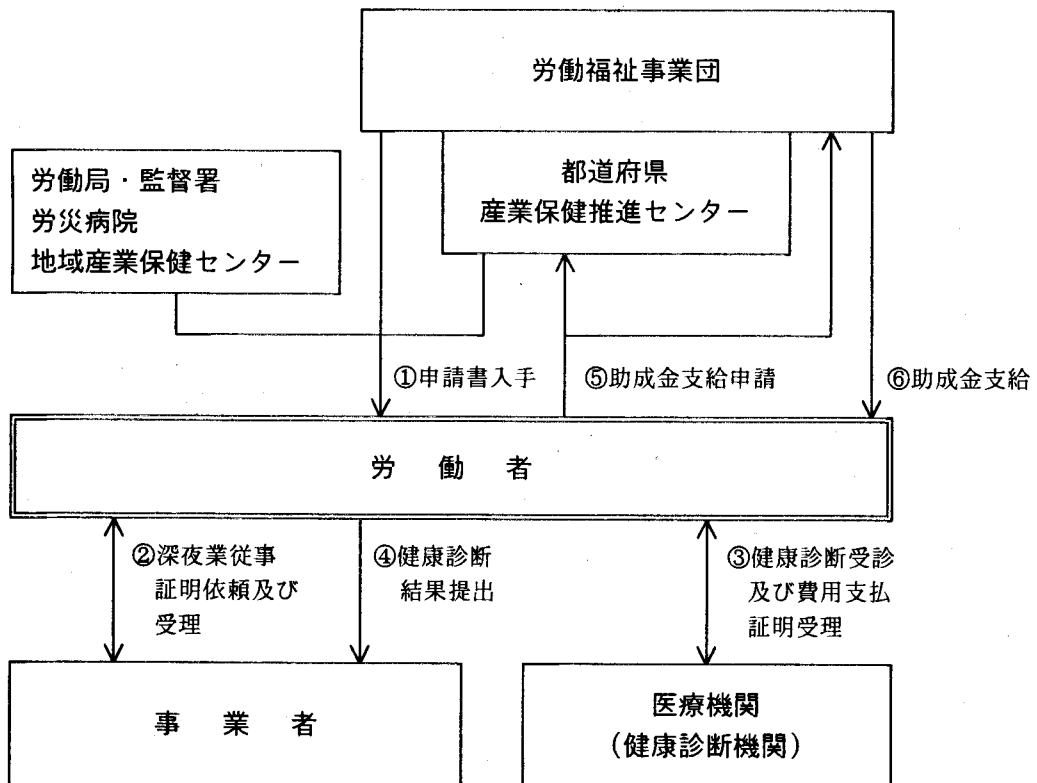 労働福祉事業団
労働局・監督署
労災病院
地域産業保健センター
都道府県
産業保健推進センター
①申請書入手
⑤助成金支給申請
⑥助成金支給
労働者
②深夜業従事
証明依頼及び
受理
④健康診断
結果提出
③健康診断受診
及び費用支払
証明受理
事業者
医療機関
(健康診断機関)